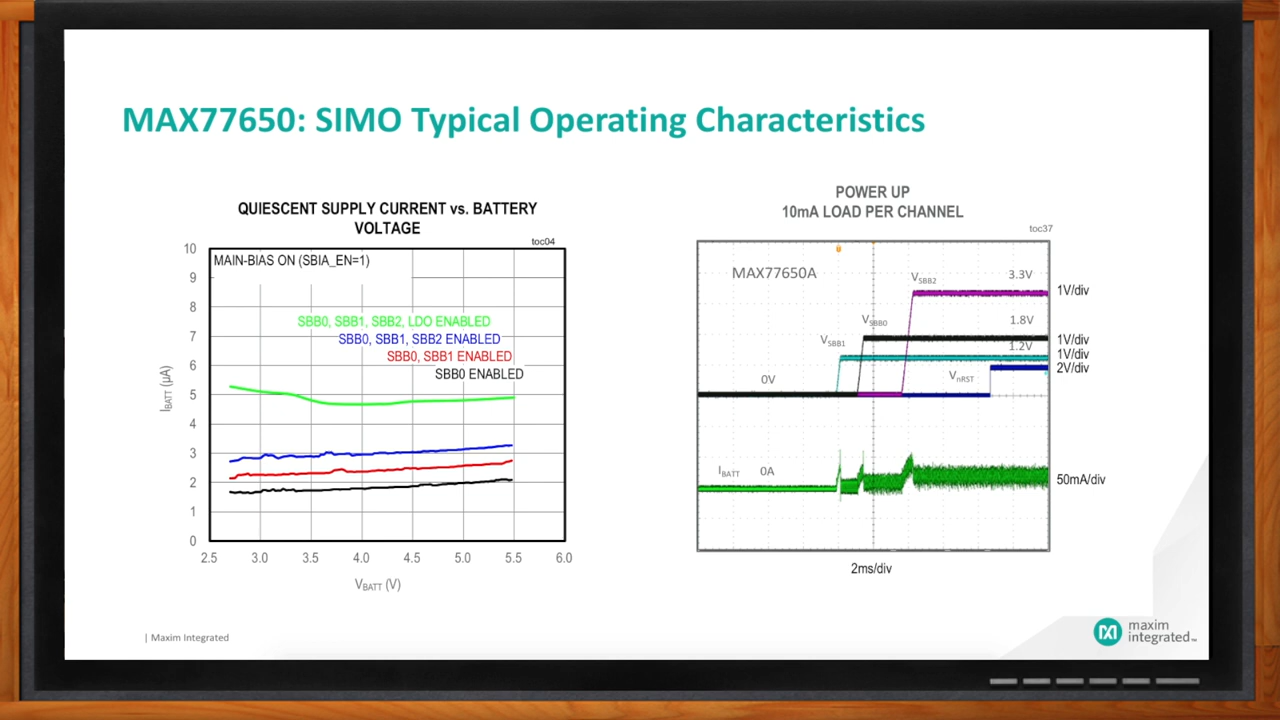 MAX77650: SIMO Typical Operating Characteristics
QUIESCENT SUPPLY CURRENT vs. BATTERY
VOLTAGE
toc04
MAIN-BIAS ON (SBIA_EN=1)
SBB0, SBB1, SBB2, LDO ENABLED
SBB0, SBB1, SBB2 ENABLED
SBB0, SBB1 ENABLED
SBB0 ENABLED
10
9
8
7
6
5
4
3
2
1
0
IBATT (µA)
2.5 3.0 3.5 4.0 4.5 5.0 5.5 6.0
VBATT (V)
POWER UP
10mA LOAD PER CHANNEL
toc37
MAX77650A
VSBB2
3.3V
1V/div
VSBB0
1.8V
1V/div
VSBB1
1.2V
1V/div
2V/div
0V
VnRST
IBATT 0A
50mA/div
2ms/div
| Maxim Integrated
maxim
integrated™